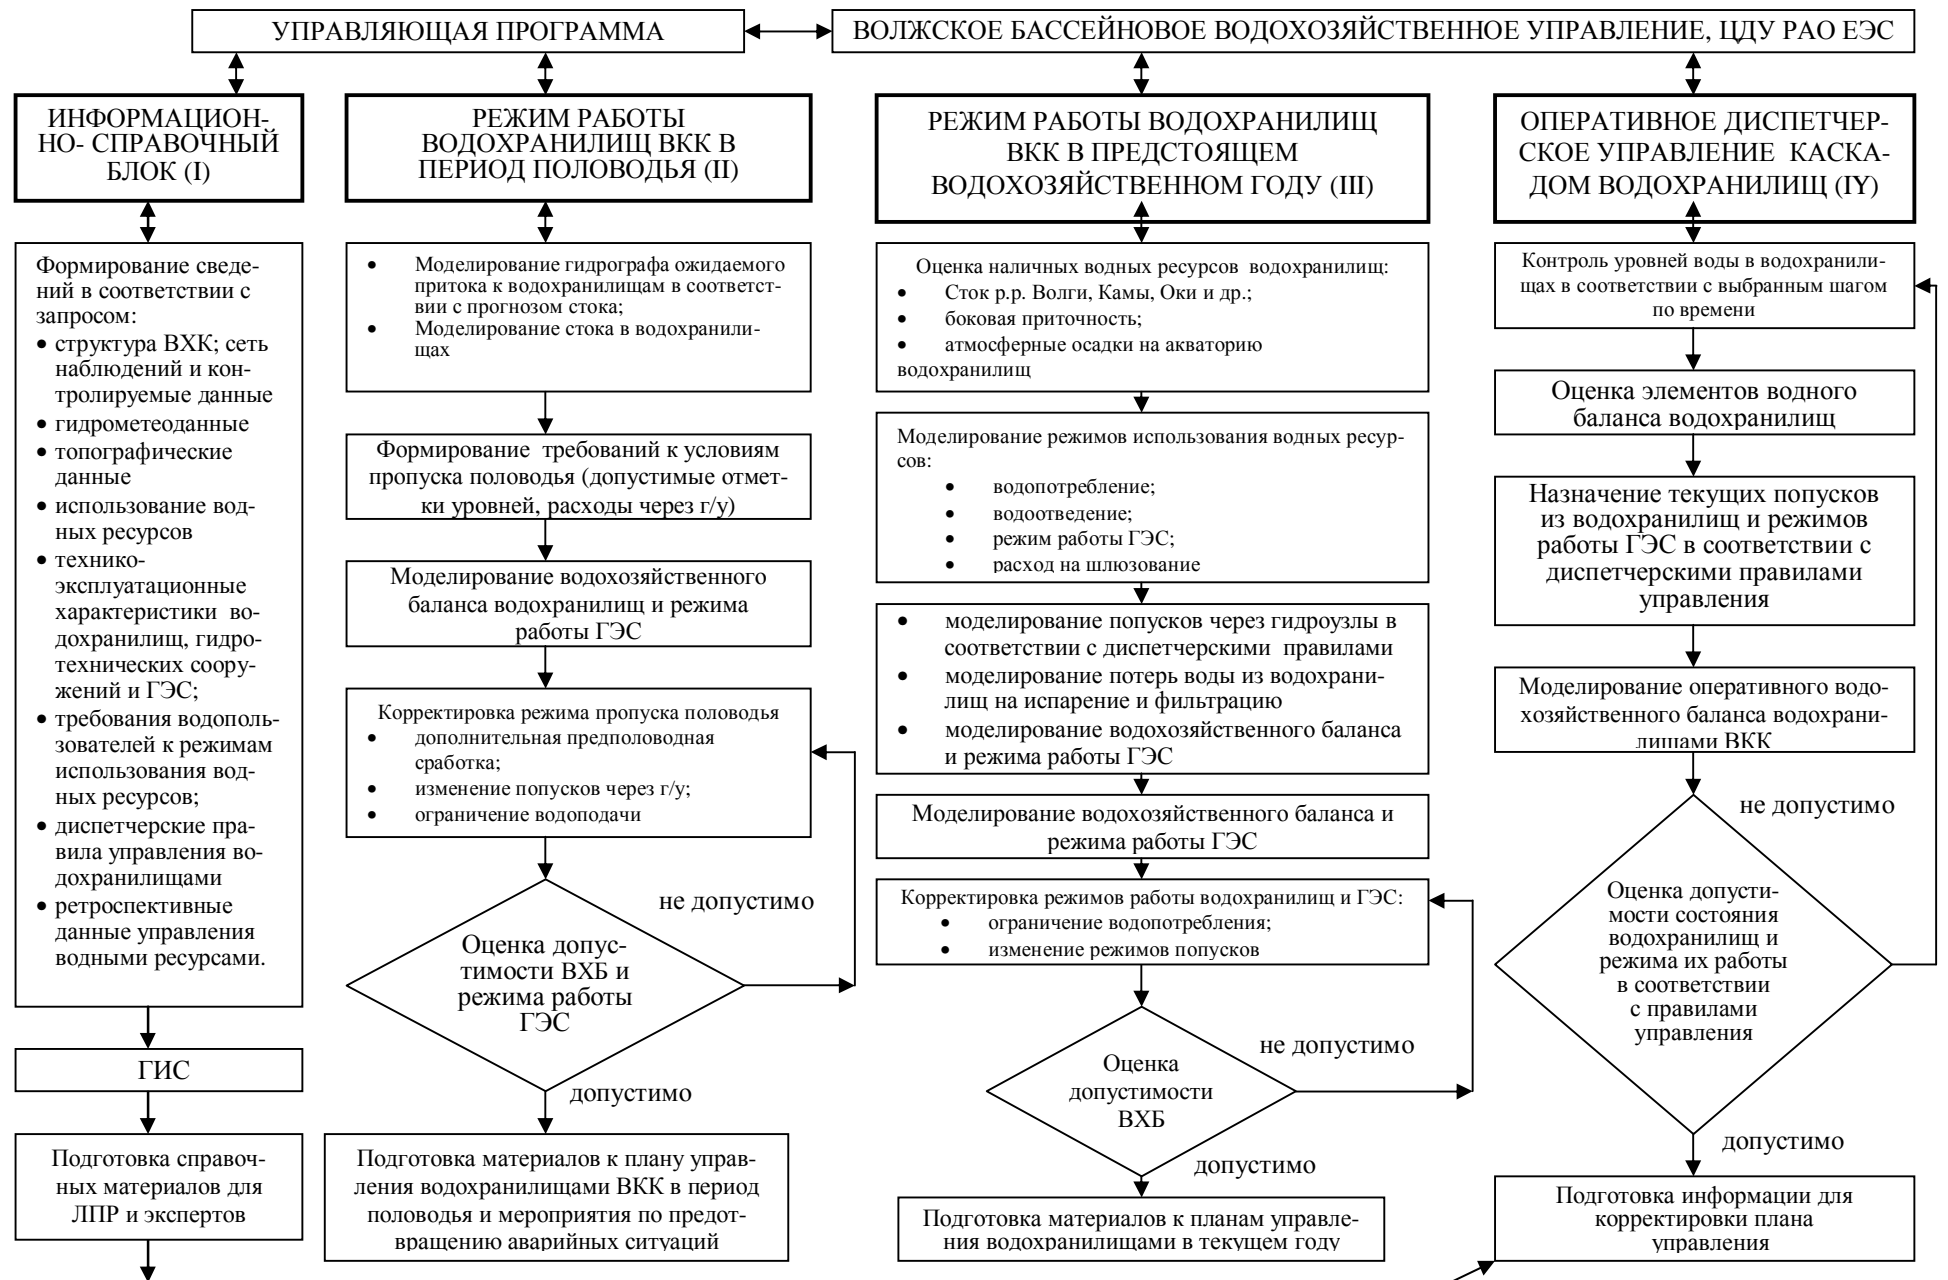 УПРАВЛЯЮЩАЯ ПРОГРАММА
ВОЛЖСКОЕ БАССЕЙНОВОЕ ВОДОХОЗЯЙСТВЕННОЕ УПРАВЛЕНИЕ, ЦДУ РАО ЕЭС
ИНФОРМАЦИОН-
НО- СПРАВОЧНЫЙ
БЛОК (I)
Формирование сведе-
ний в соответствии с
запросом:
• структура ВХК; сеть
наблюдений и кон-
тролируемые данные
• гидрометеоданные
• топографические
данные
• использование вод-
ных ресурсов
• технико-
эксплуатационные
характеристики во-
дохранилищ, гидро-
технических соору-
жений и ГЭС;
• требования водополь-
зователей к режимам
использования вод-
ных ресурсов;
• диспетчерские пра-
вила управления во-
дохранилищами
• ретроспективные
данные управления
водными ресурсами.
ГИС
Подготовка справоч-
ных материалов для
ЛПР и экспертов
РЕЖИМ РАБОТЫ
ВОДОХРАНИЛИЩ ВКК В
ПЕРИОД ПОЛОВОДЬЯ (II)
• Моделирование гидрографа ожидаемого
притока к водохранилищам в соответст-
вии с прогнозом стока;
• Моделирование стока в водохранили-
щах
Формирование требований к условиям
пропуска половодья (допустимые отмет-
ки уровней, расходы через г/у)
Моделирование водохозяйственного
баланса водохранилищ и режима
работы ГЭС
Корректировка режима пропуска половодья
• дополнительная предполоводная
сработка;
• изменение попусков через г/у;
• ограничение водоподачи
не допустимо
Оценка допус-
тимости ВХБ и
режима работы
ГЭС
допустимо
Подготовка материалов к плану управ-
ления водохранилищами ВКК в период
половодья и мероприятия по предот-
вращению аварийных ситуаций
РЕЖИМ РАБОТЫ ВОДОХРАНИЛИЩ
ВКК В ПРЕДСТОЯЩЕМ
ВОДОХОЗЯЙСТВЕННОМ ГОДУ (III)
Оценка наличных водных ресурсов водохранилищ:
• Сток р.р. Волги, Камы, Оки и др.;
• боковая приточность;
• атмосферные осадки на акваторию
водохранилищ
Моделирование режимов использования водных ресур-
сов:
• водопотребление;
• водоотведение;
• режим работы ГЭС;
• расход на шлюзование
• моделирование попусков через гидроузлы в
соответствии с диспетчерскими правилами
• моделирование потерь воды из водохрани-
лищ на испарение и фильтрацию
• моделирование водохозяйственного баланса
и режима работы ГЭС
Моделирование водохозяйственного баланса и
режима работы ГЭС
Корректировка режимов работы водохранилищ и ГЭС:
• ограничение водопотребления;
• изменение режимов попусков
не допустимо
Оценка
допустимости
ВХБ
допустимо
Подготовка материалов к планам управле-
ния водохранилищами в текущем году
ОПЕРАТИВНОЕ ДИСПЕТЧЕР-
СКОЕ УПРАВЛЕНИЕ КАСКА-
ДОМ ВОДОХРАНИЛИЩ (IY)
Контроль уровней воды в водохранили-
щах в соответствии с выбранным шагом
по времени
Оценка элементов водного
баланса водохранилищ
Назначение текущих попусков
из водохранилищ и режимов
работы ГЭС в соответствии с
диспетчерскими правилами
управления
Моделирование оперативного водо-
хозяйственного баланса водохрани-
лищами ВКК
не допустимо
Оценка допусти-
мости состояния
водохранилищ и
режима их работы
в соответствии
с правилами
управления
допустимо
Подготовка информации для
корректировки плана
управления